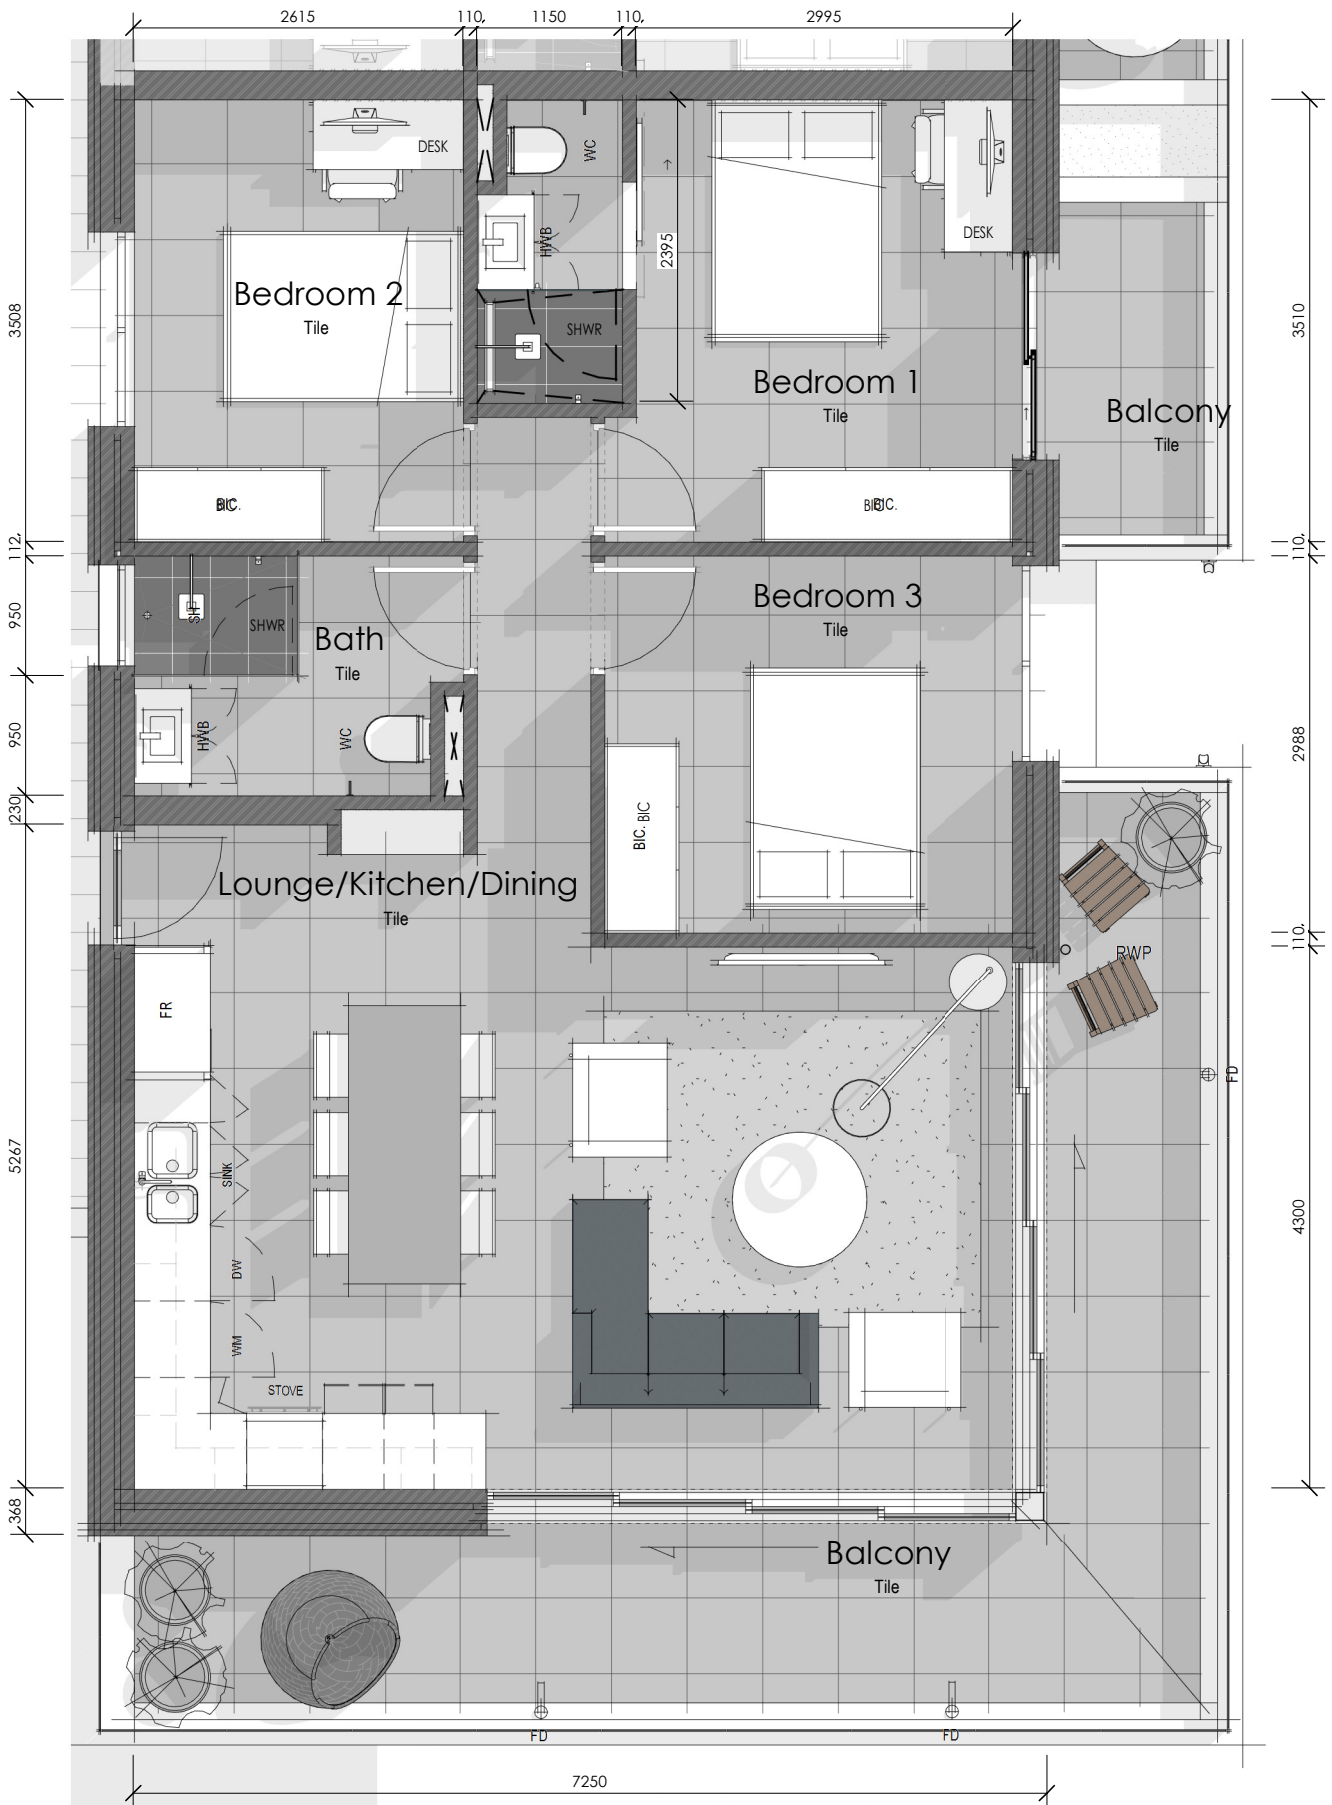 2615
110,
1150
110,
2995
DESK
WC
HWB
2395
DESK
3508
3510
Bedroom 2
Tile
SHWR
Bedroom 1
Tile
Balcony
Tile
BIC.
BIC.
112,
110,
950
SH
SHWR
Bath
Tile
Bedroom 3
Tile
950
HWB
WC
2988
230
BIC. BIC
Lounge/Kitchen/Dining
Tile
110,
RWP
FR
FD
SINK
5267
4300
DW
WM
STOVE
368
Balcony
Tile
FD
FD
7250